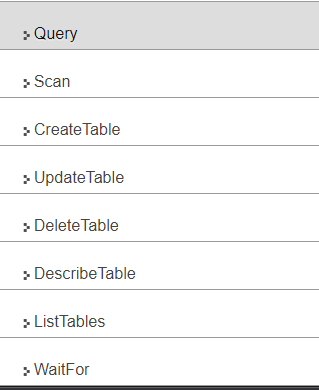 Query
Scan
CreateTable
UpdateTable
DeleteTable
DescribeTable
ListTables
WaitFor